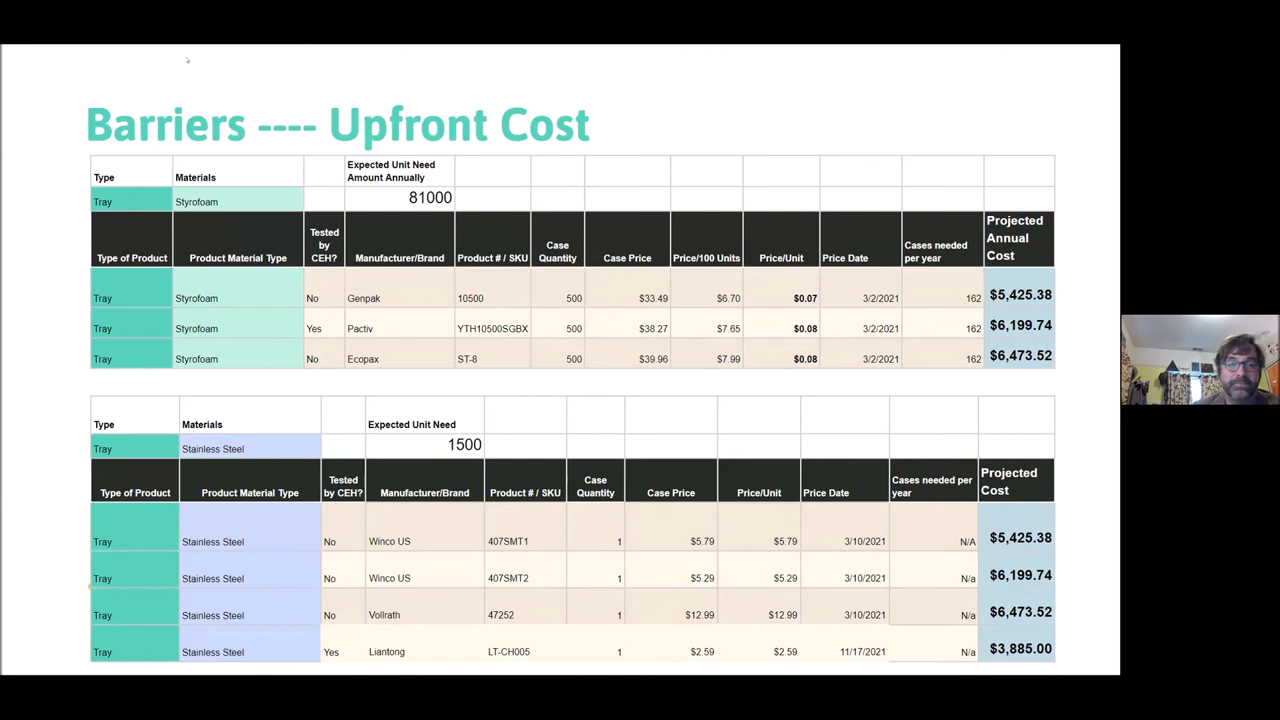 Barriers ---- Upfront Cost
Type Materials Expected Unit Need
Amount Annually
Tray Styrofoam 81000
Type of Product Product Material Type Tested by CEH? Manufacturer/Brand Product # / SKU Case Quantity Case Price Price/100 Units Price/Unit Price Date Cases needed per year Projected Annual Cost
Tray Styrofoam No Genpak 10500 500 $33.49 $6.70 $0.07 3/2/2021 162 $5,425.38
Tray Styrofoam Yes Pactiv YTH10500SGBX 500 $38.27 $7.65 $0.08 3/2/2021 162 $6,199.74
Tray Styrofoam No Ecopax ST-8 500 $39.96 $7.99 $0.08 3/2/2021 162 $6,473.52
Type Materials Expected Unit Need
Tray Stainless Steel 1500
Type of Product Product Material Type Tested by CEH? Manufacturer/Brand Product # / SKU Case Quantity Case Price Price/Unit Price Date Cases needed per year Projected Cost
Tray Stainless Steel No Winco US 407SMT1 1 $5.79 $5.79 3/10/2021 N/A $5,425.38
Tray Stainless Steel No Winco US 407SMT2 1 $5.29 $5.29 3/10/2021 N/a $6,199.74
Tray Stainless Steel No Vollrath 47252 1 $12.99 $12.99 3/10/2021 N/a $6,473.52
Tray Stainless Steel Yes Liantong LT-CH005 1 $2.59 $2.59 11/17/2021 N/a $3,885.00